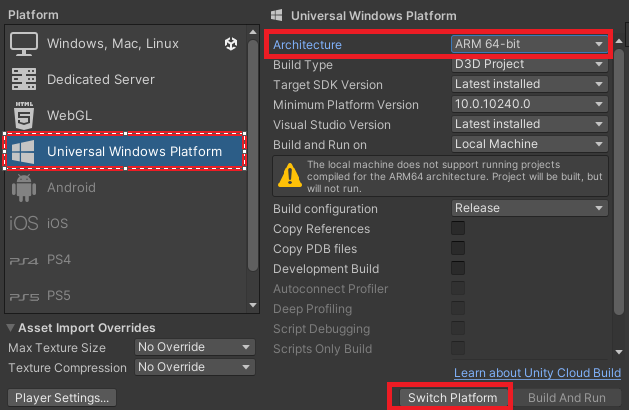 Platform
Windows, Mac, Linux
Dedicated Server
HTML
WebGL
Universal Windows Platform
Android
iOS iOS
PS4 PS4
PS5 PS5
Asset Import Overrides
Max Texture Size No Override
Texture Compression No Override
Player Settings...
Universal Windows Platform
Architecture ARM 64-bit
Build Type D3D Project
Target SDK Version Latest installed
Minimum Platform Version 10.0.10240.0
Visual Studio Version Latest installed
Build and Run on Local Machine
The local machine does not support running projects
compiled for the ARM64 architecture. Project will be built, but
will not run.
Build configuration Release
Copy References
Copy PDB files
Development Build
Autoconnect Profiler
Deep Profiling
Script Debugging
Scripts Only Build
Learn about Unity Cloud Build
Switch Platform Build And Run